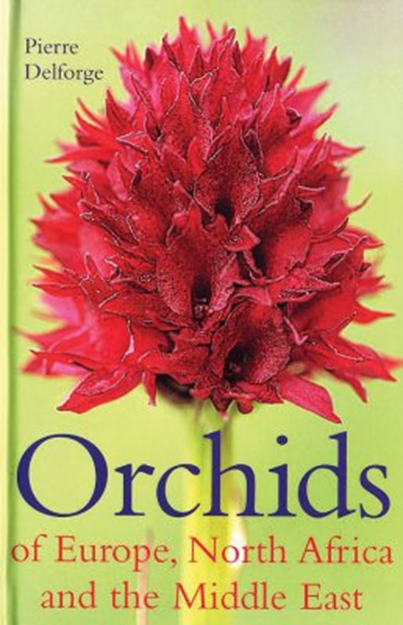 Pierre
Delforge
Orchids
of Europe, North Africa
and the Middle East